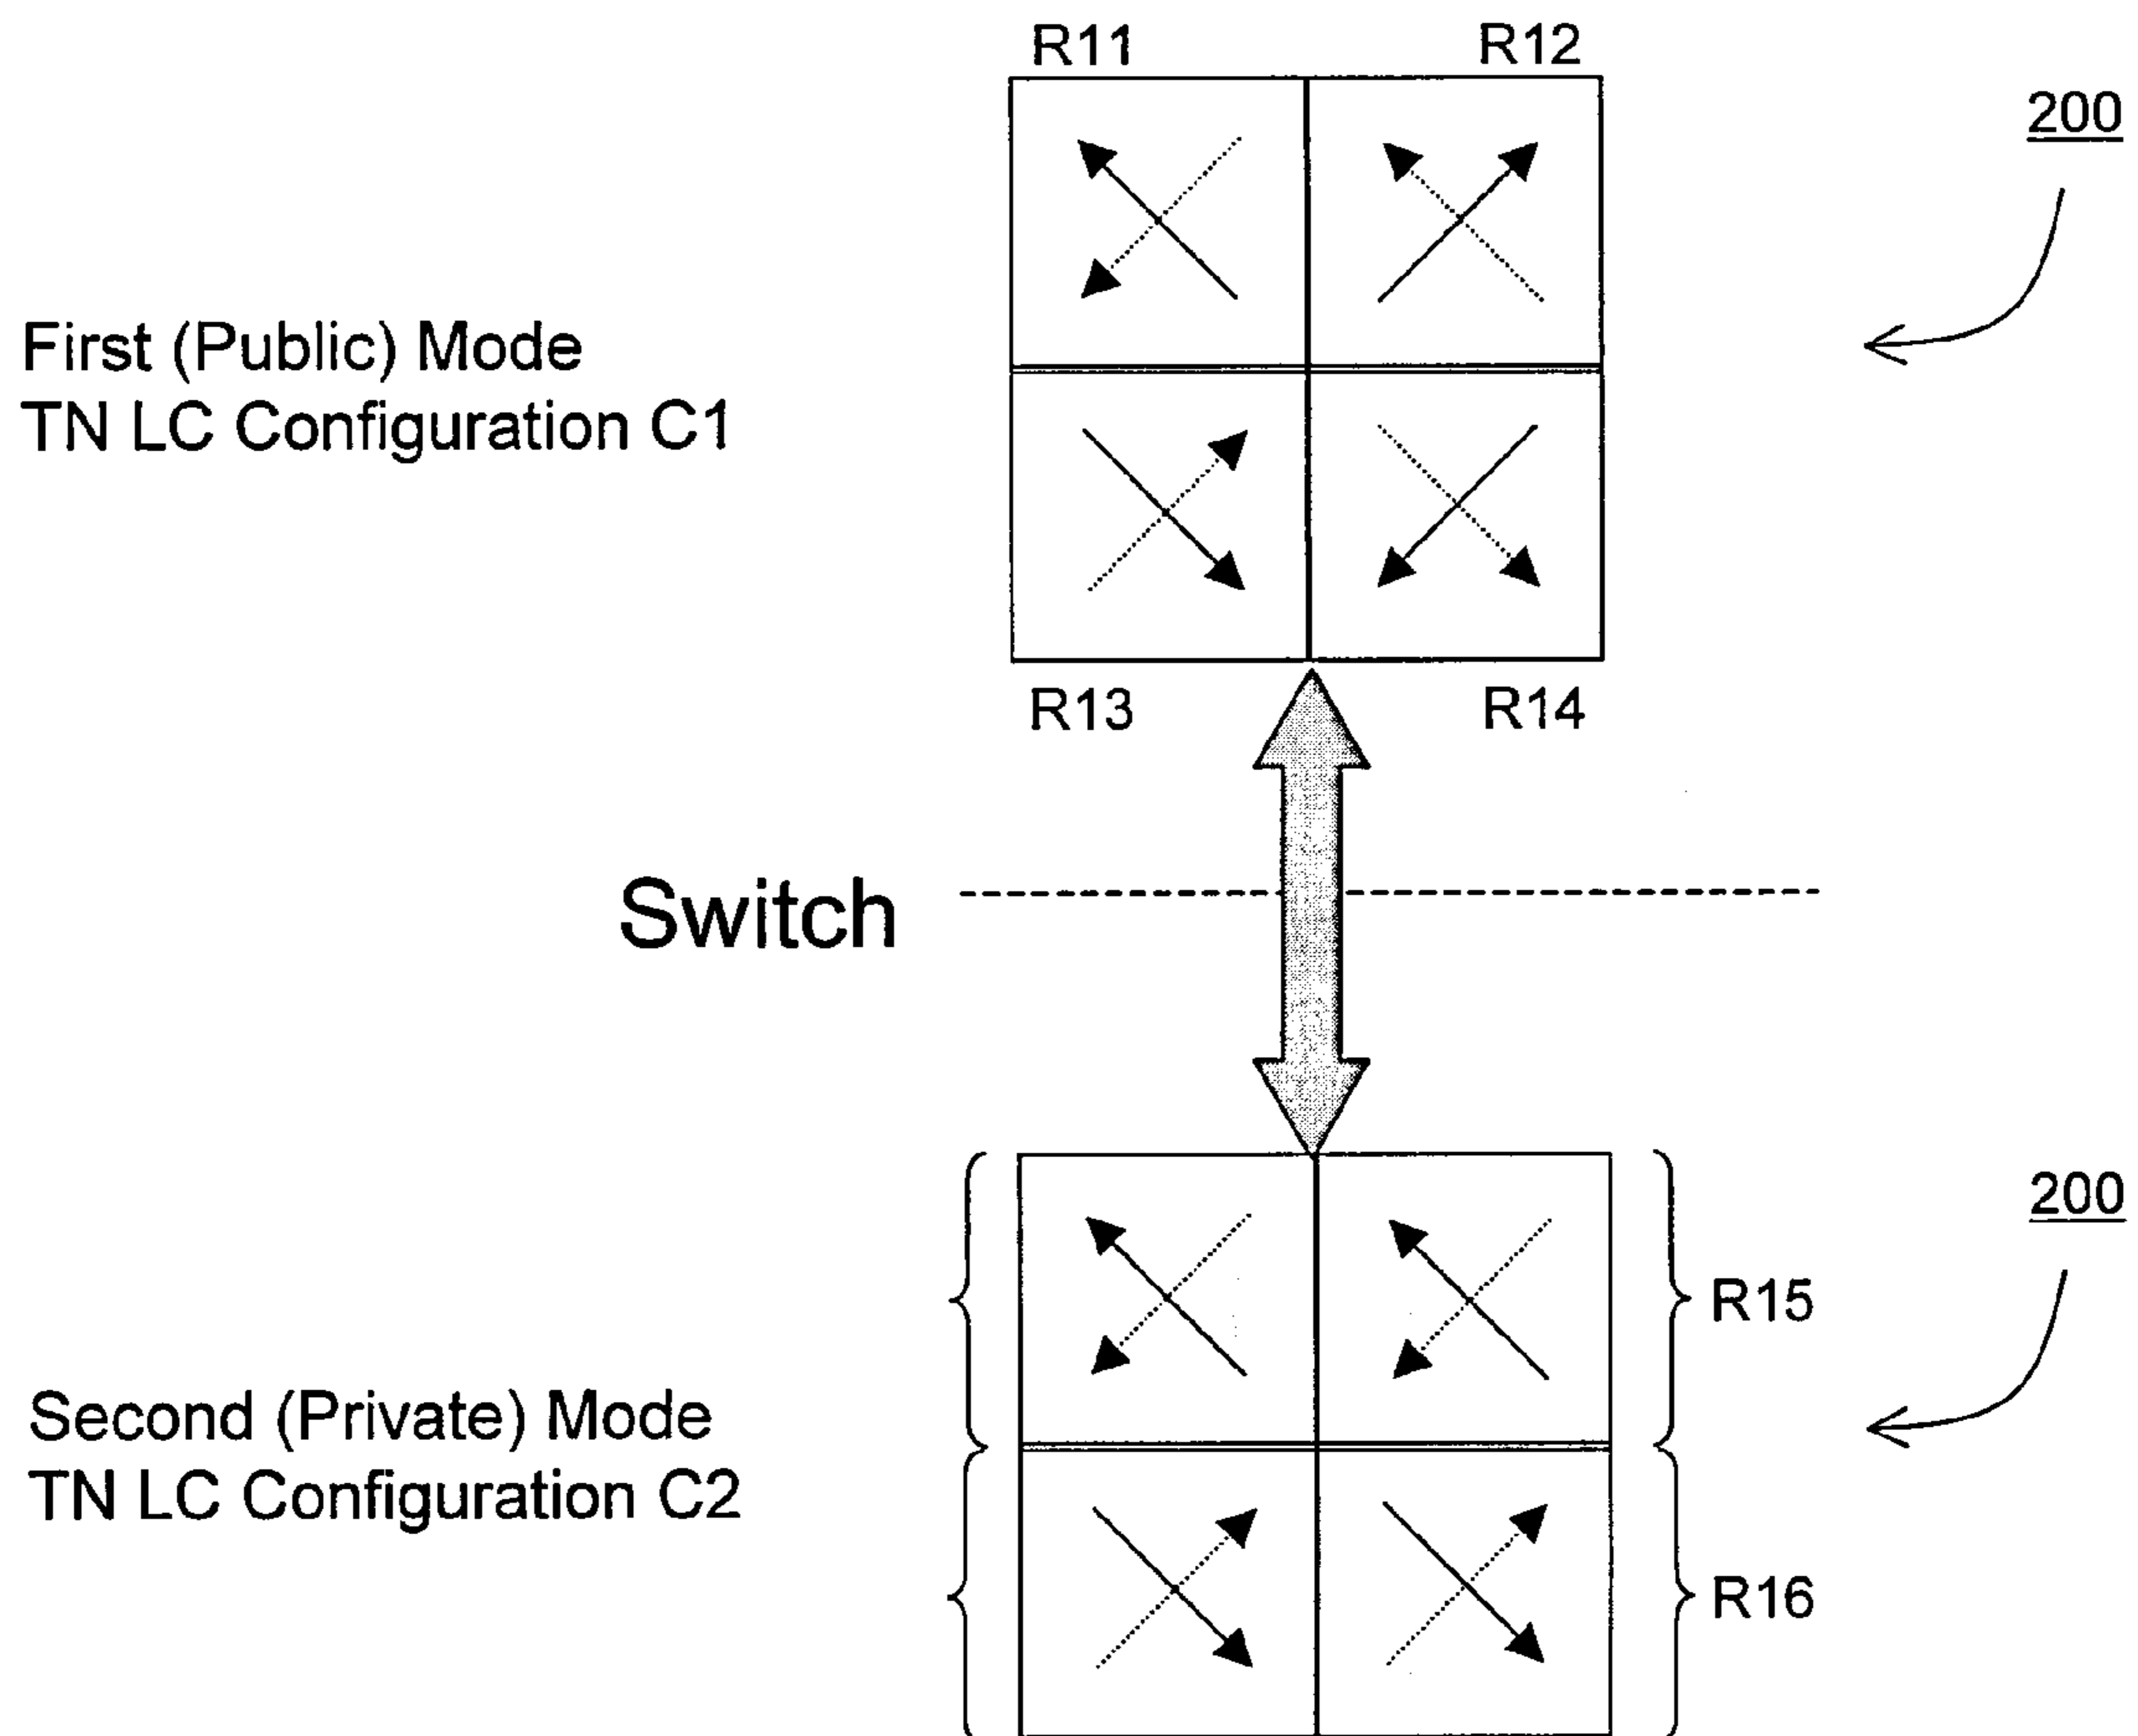 R11
R12
200
First (Public) Mode
TN LC Configuration C1
R13
R14
Switch
200
R15
Second (Private) Mode
TN LC Configuration C2
R16